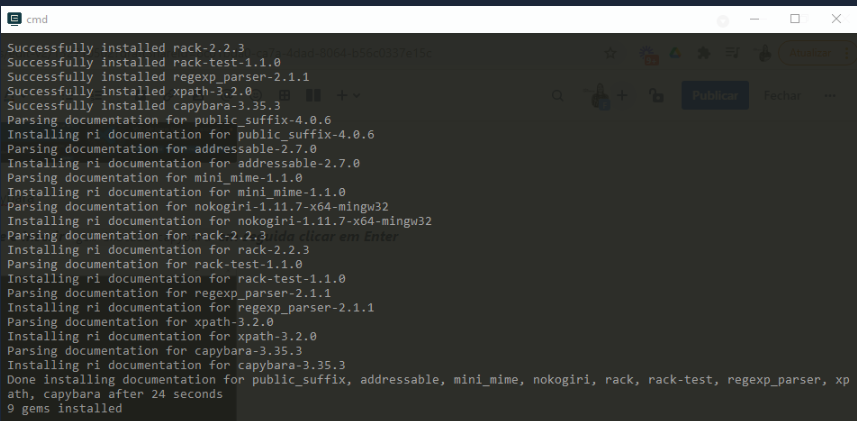 cmd
Successfully installed rack-2.2.3
Successfully installed rack-test-1.1.0
Successfully installed regexp_parser-2.1.1
Successfully installed xpath-3.2.0
Successfully installed capybara-3.35.3
Parsing documentation for public_suffix-4.0.6
Installing ri documentation for public_suffix-4.0.6
Parsing documentation for addressable-2.7.0
Installing ri documentation for addressable-2.7.0
Parsing documentation for mini_mime-1.1.0
Installing ri documentation for mini_mime-1.1.0
Parsing documentation for nokogiri-1.11.7-x64-mingw32
Installing ri documentation for nokogiri-1.11.7-x64-mingw32
Parsing documentation for rack-2.2.3
clicar em Enter
Installing ri documentation for rack-2.2.3
Parsing documentation for rack-test-1.1.0
Installing ri documentation for rack-test-1.1.0
Parsing documentation for regexp_parser-2.1.1
Installing ri documentation for regexp_parser-2.1.1
Parsing documentation for xpath-3.2.0
Installing ri documentation for xpath-3.2.0
Parsing documentation for capybara-3.35.3
Installing ri documentation for capybara-3.35.3
Done installing documentation for public_suffix, addressable, mini_mime, nokogiri, rack, rack-test, regexp_parser, xp
ath, capybara after 24 seconds
9 gems installed
Publicar
Fechar